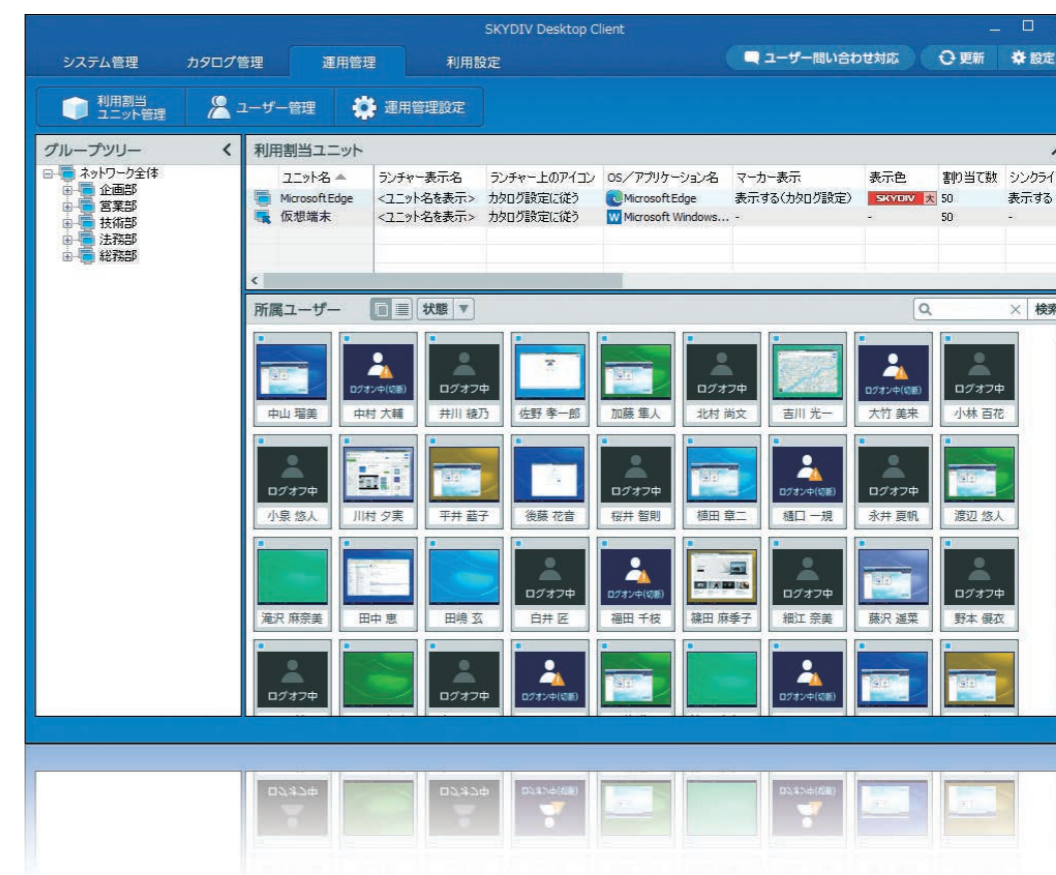 SKYDIV Desktop Client
システム管理 カタログ管理 運用管理 利用設定 ユーザー問い合わせ対応 更新 設定
利用割当
ユニット管理 ユーザー管理 運用管理設定
グループツリー
ネットワーク全体
企画部
営業部
技術部
法務部
総務部
利用割当ユニット
ユニット名 ランチャー表示名 ランチャー上のアイコン OS／アプリケーション名 マーカー表示 表示色 割り当て数 シンクライ
Microsoft Edge <ユニット名を表示> カタログ設定に従う Microsoft Edge 表示する(カタログ設定) SKYDIV 大 50 表示する
仮想端末 <ユニット名を表示> カタログ設定に従う Microsoft Windows... - - 50 -
所属ユーザー 状態 検索
ログオン中(切断) ログオフ中 ログオフ中 ログオン中(切断) ログオフ中
中山 瑠美 中村 大輔 井川 綾乃 佐野 孝一郎 加藤 隼人 北村 尚文 吉川 光一 大竹 美来 小林 百花
ログオフ中 ログオフ中 ログオン中(切断) ログオフ中
小泉 悠人 川村 夕実 平井 藍子 後藤 花音 桜井 智則 植田 章二 樋口 一規 永井 夏帆 渡辺 悠人
ログオフ中 ログオン中(切断) ログオフ中 ログオフ中
滝沢 麻奈美 田中 恵 田嶋 玄 白井 匠 福田 千枝 篠田 麻季子 細江 奈美 藤沢 遥菜 野本 優衣
ログオフ中 ログオフ中 ログオン中(切断) ログオン中(切断)